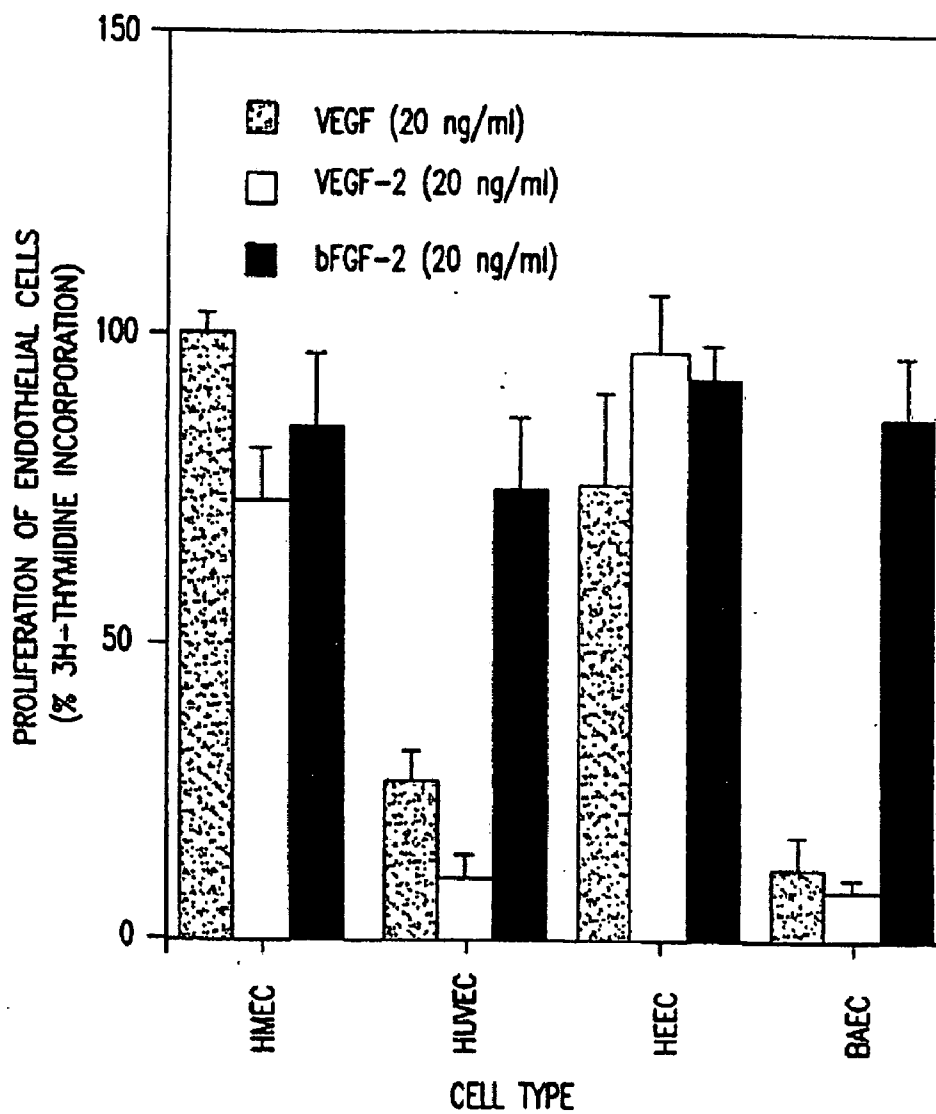 150
VEGF (20 ng/ml)
VEGF-2 (20 ng/ml)
bFGF-2 (20 ng/ml)
PROLIFERATION OF ENDOTHELIAL CELLS
(% 3H-THYMIDINE INCORPORATION)
100
50
0
HMEC
HUVEC
HEEC
BAEC
CELL TYPE